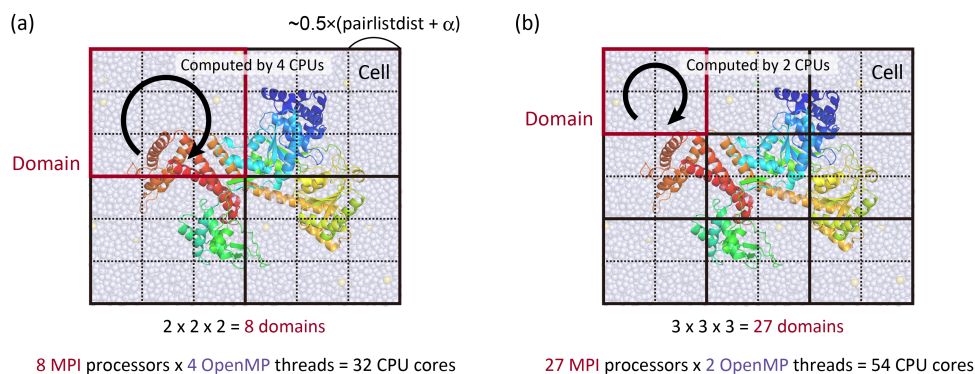 (a)
~0.5×(pairlistdist + α)
Computed by 4 CPUs
Cell
Domain
2 x 2 x 2 = 8 domains
8 MPI processors x 4 OpenMP threads = 32 CPU cores
(b)
Computed by 2 CPUs
Cell
Domain
3 x 3 x 3 = 27 domains
27 MPI processors x 2 OpenMP threads = 54 CPU cores